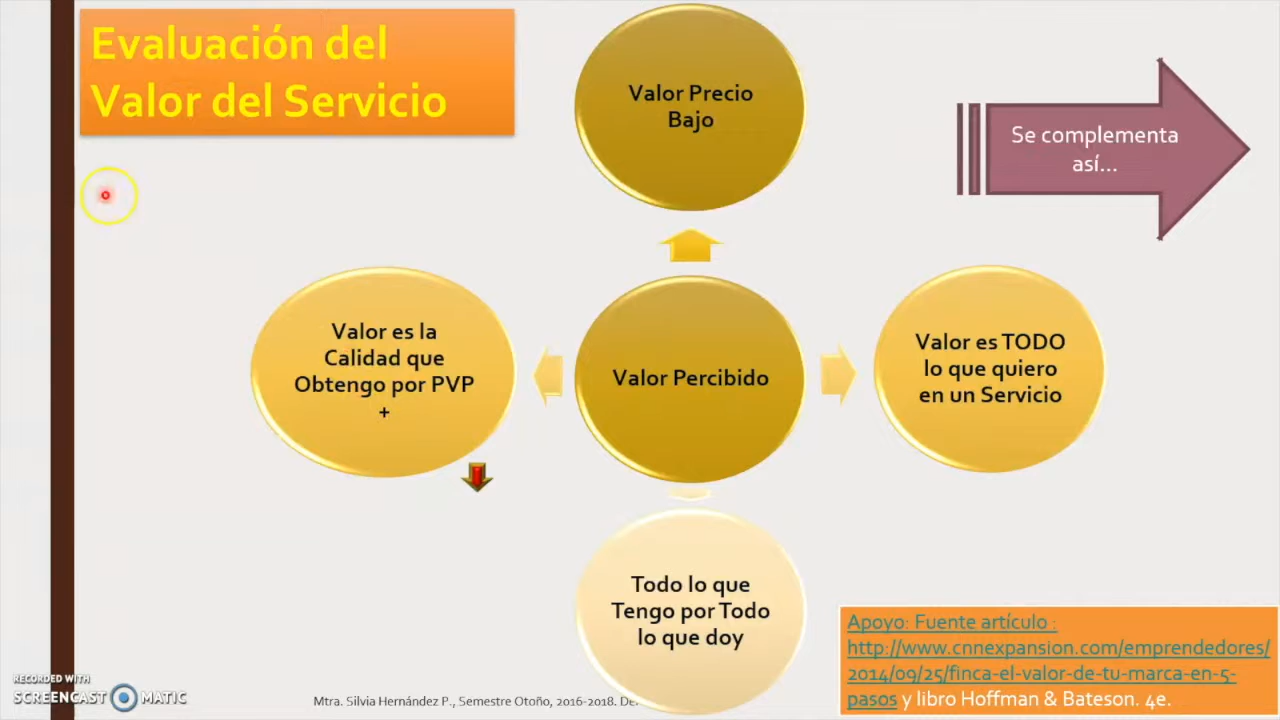 Evaluación del
Valor del Servicio
Valor Precio
Bajo
Se complementa
así...
Valor es la
Calidad que
Obtengo por PVP
+
Valor Percibido
Valor es TODO
lo que quiero
en un Servicio
Todo lo que
Tengo por Todo
lo que doy
Apoyo: Fuente artículo :
http://www.cnnexpansion.com/emprendedores/
2014/09/25/finca-el-valor-de-tu-marca-en-5-
pasos y libro Hoffman & Bateson. 4e.
Mtra. Silvia Hernández P., Semestre Otoño, 2016-2018.
RECORDED WITH
SCREENCAST MATIC